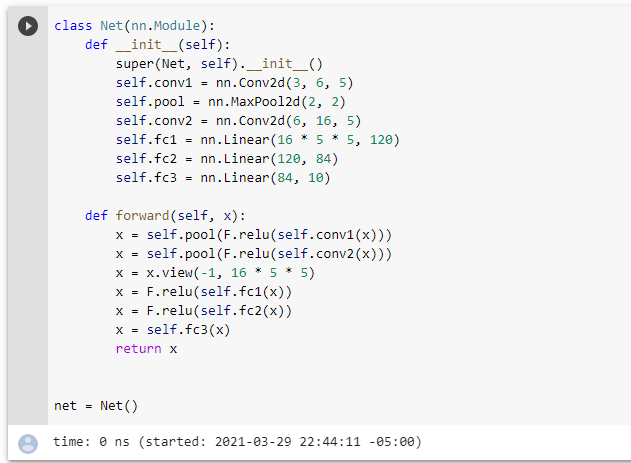 class Net(nn.Module):
    def __init__(self):
        super(Net, self).__init__()
        self.conv1 = nn.Conv2d(3, 6, 5)
        self.pool = nn.MaxPool2d(2, 2)
        self.conv2 = nn.Conv2d(6, 16, 5)
        self.fc1 = nn.Linear(16 * 5 * 5, 120)
        self.fc2 = nn.Linear(120, 84)
        self.fc3 = nn.Linear(84, 10)

    def forward(self, x):
        x = self.pool(F.relu(self.conv1(x)))
        x = self.pool(F.relu(self.conv2(x)))
        x = x.view(-1, 16 * 5 * 5)
        x = F.relu(self.fc1(x))
        x = F.relu(self.fc2(x))
        x = self.fc3(x)
        return x


net = Net()
time: 0 ns (started: 2021-03-29 22:44:11 -05:00)